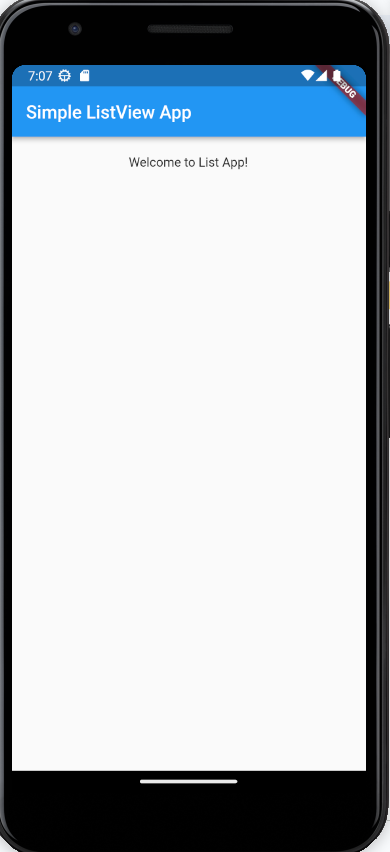 7:07
DEBUG
Simple ListView App
Welcome to List App!